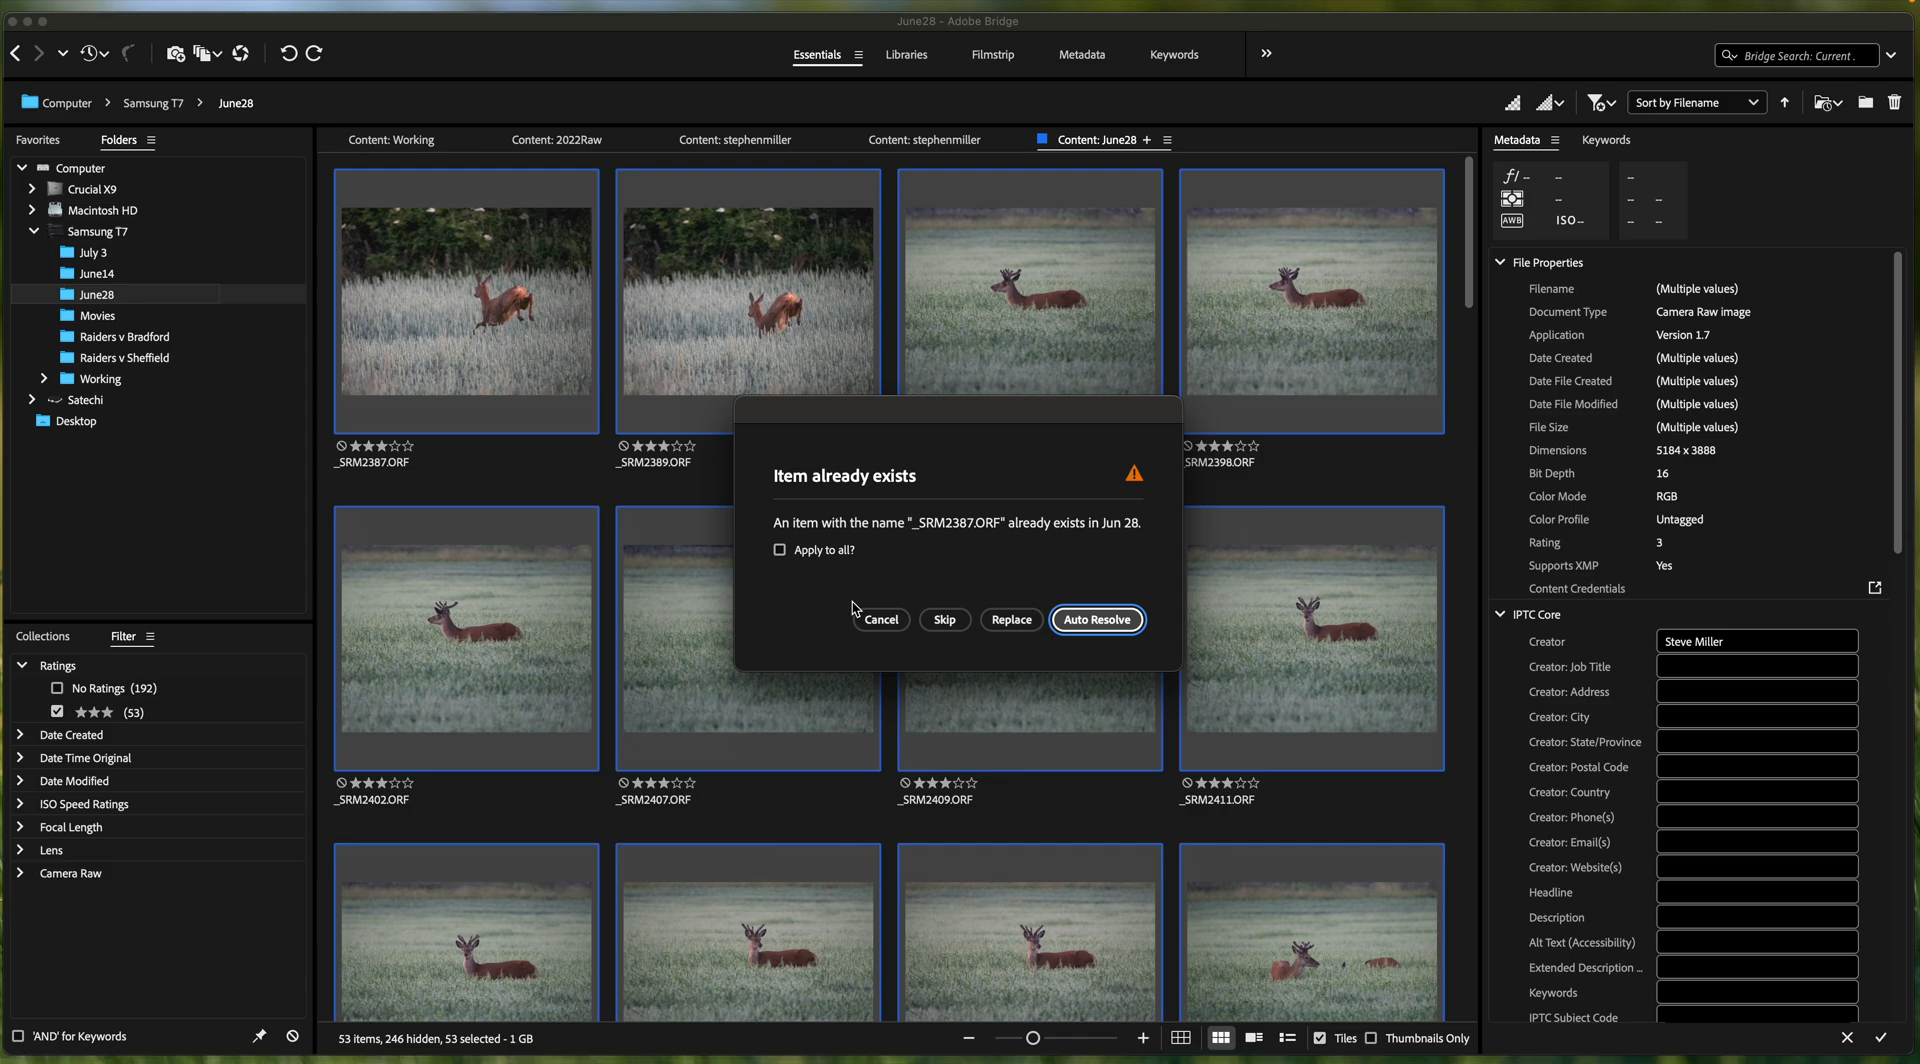 June28 - Adobe Bridge
Essentials
Libraries
Filmstrip
Metadata
Keywords
Bridge Search: Current .
Computer
Samsung T7
June28
Sort by Filename
Favorites
Folders
Computer
Crucial X9
Macintosh HD
Samsung T7
July 3
June14
June28
Movies
Raiders v Bradford
Raiders v Sheffield
Working
Satechi
Desktop
Content: Working
Content: 2022Raw
Content: stephenmiller
Content: stephenmiller
Content: June28
_SRM2387.ORF
_SRM2389.ORF
_SRM2398.ORF
_SRM2402.ORF
_SRM2407.ORF
_SRM2409.ORF
_SRM2411.ORF
Item already exists
An item with the name "_SRM2387.ORF" already exists in Jun 28.
Apply to all?
Cancel
Skip
Replace
Auto Resolve
Collections
Filter
Ratings
No Ratings (192)
★★★ (53)
Date Created
Date Time Original
Date Modified
ISO Speed Ratings
Focal Length
Lens
Camera Raw
'AND' for Keywords
53 items, 246 hidden, 53 selected - 1 GB
Tiles
Thumbnails Only
Metadata
Keywords
f/ -- -- --
-- -- --
AWB ISO-- -- --
File Properties
Filename (Multiple values)
Document Type Camera Raw image
Application Version 1.7
Date Created (Multiple values)
Date File Created (Multiple values)
Date File Modified (Multiple values)
File Size (Multiple values)
Dimensions 5184 x 3888
Bit Depth 16
Color Mode RGB
Color Profile Untagged
Rating 3
Supports XMP Yes
Content Credentials
IPTC Core
Creator Steve Miller
Creator: Job Title
Creator: Address
Creator: City
Creator: State/Province
Creator: Postal Code
Creator: Country
Creator: Phone(s)
Creator: Email(s)
Creator: Website(s)
Headline
Description
Alt Text (Accessibility)
Extended Description ...
Keywords
IPTC Subject Code